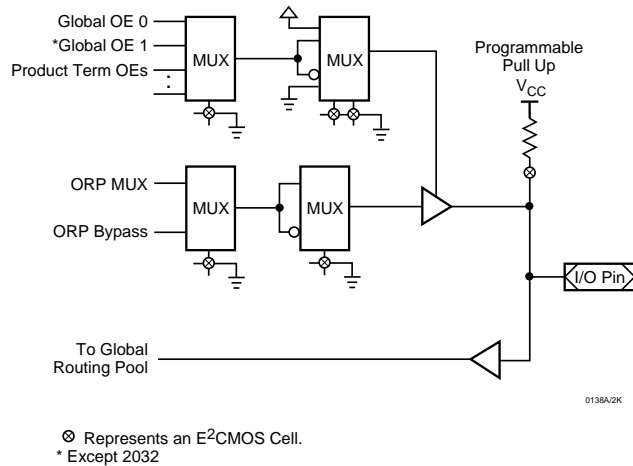 Global OE 0
*Global OE 1
Product Term OEs
MUX
MUX
Programmable
Pull Up
VCC
ORP MUX
ORP Bypass
MUX
MUX
I/O Pin
To Global
Routing Pool
0138A/2K
Represents an E2CMOS Cell.
* Except 2032